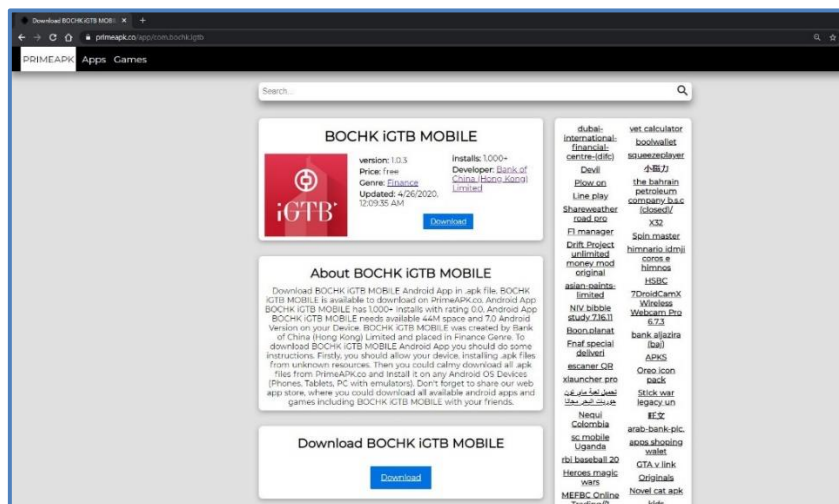 Download BOCHK iGTB MOBIL
primeapk.co/app/com.bochk.igtb
PRIMEAPK Apps Games
Search...
BOCHK iGTB MOBILE
iGTB
version: 1.0.3
Price: free
Genre: Finance
Updated: 4/26/2020,
12:09:35 AM
Installs: 1,000+
Developer: Bank of
China (Hong Kong)
Limited
Download
About BOCHK iGTB MOBILE
Download BOCHK iGTB MOBILE Android App in .apk file. BOCHK
iGTB MOBILE is available to download on PrimeAPK.co. Android App
BOCHK iGTB MOBILE has 1,000+ Installs with rating 0.0. Android App
BOCHK iGTB MOBILE needs available 44M space and 7.0 Android
Version on your Device. BOCHK iGTB MOBILE was created by Bank
of China (Hong Kong) Limited and placed in Finance Genre. To
download BOCHK iGTB MOBILE Android App you should do some
instructions. Firstly, you should allow your device, installing .apk files
from unknown resources. Then you could calmy download all .apk
files from PrimeAPK.co and Install it on any Android OS Devices
(Phones, Tablets, PC with emulators). Don't forget to share our web
app store, where you could download all available android apps and
games including BOCHK iGTB MOBILE with your friends.
Download BOCHK iGTB MOBILE
Download
dubai-
international-
financial-
centre-(difc)
Devil
Plow on
Line play
Shareweather
road pro
F1 manager
Drift Project
unlimited
money mod
original
asian-paints-
limited
NIV bibble
study 7.16.11
Boon.planat
Fnaf special
deliveri
escaner QR
xlauncher pro
تحميل لعبة ماي تون
Nequi
Colombia
sc mobile
Uganda
rbi baseball 20
Heroes magic
wars
MEFBC Online
vet calculator
boolwallet
squeezeplayer
the bahrain
petroleum
company b.s.c
(closed)/
X32
Spin master
himnario idmji
coros e
himnos
HSBC
7DroidCamX
Wireless
Webcam Pro
6.7.3
bank aljazira
(baj)
APKS
Oreo icon
pack
Stick war
legacy un
旺文
arab-bank-plc.
apps shoping
walet
GTA v link
Originals
Novel cat apk